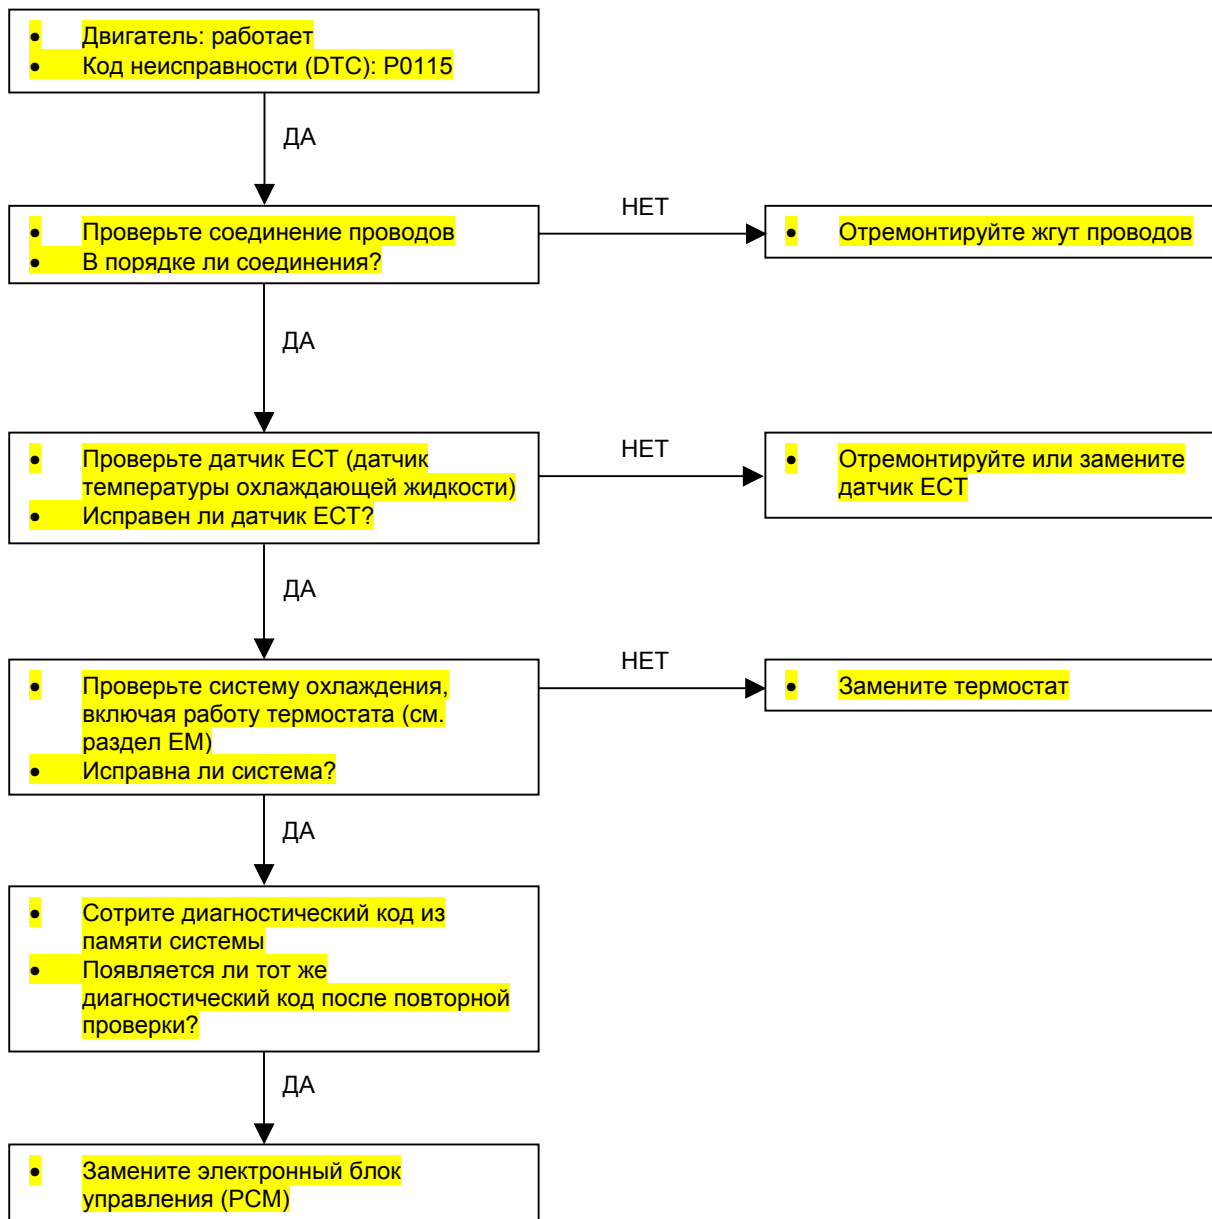 • Двигатель: работает
• Код неисправности (DTC): P0115
ДА
• Проверьте соединение проводов
• В порядке ли соединения?
НЕТ
• Отремонтируйте жгут проводов
ДА
• Проверьте датчик ECT (датчик
температуры охлаждающей жидкости)
• Исправен ли датчик ECT?
НЕТ
• Отремонтируйте или замените
датчик ECT
ДА
• Проверьте систему охлаждения,
включая работу термостата (см.
раздел EM)
• Исправна ли система?
НЕТ
• Замените термостат
ДА
• Сотрите диагностический код из
памяти системы
• Появляется ли тот же
диагностический код после повторной
проверки?
ДА
• Замените электронный блок
управления (PCM)